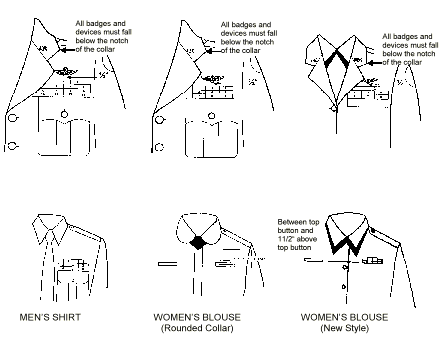 All badges and
devices must fall
below the notch
of the collar
All badges and
devices must fall
below the notch
of the collar
All badges and
devices must fall
below the notch
of the collar
Between top
button and
11/2" above
top button
MEN'S SHIRT
WOMEN'S BLOUSE
(Rounded Collar)
WOMEN'S BLOUSE
(New Style)